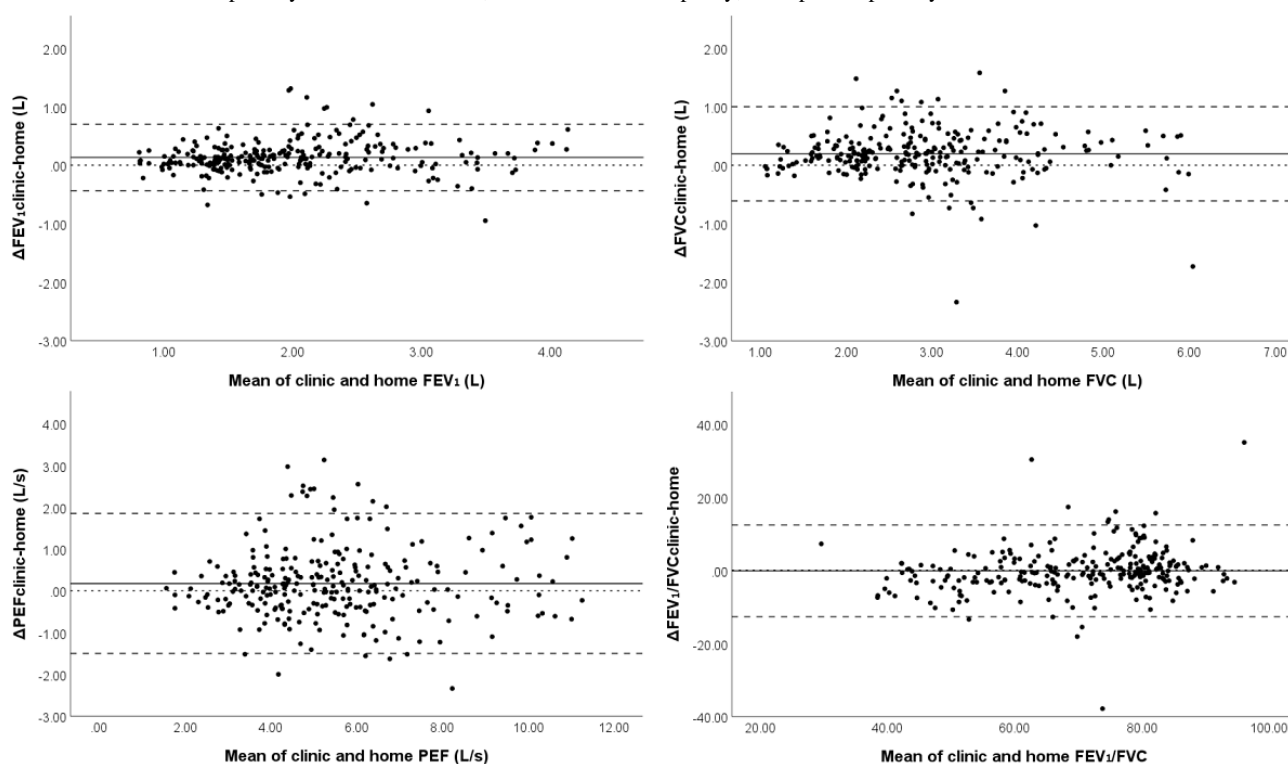 2.00 2.00
1.00 1.00
.00 .00
-1.00 -1.00
-2.00 -2.00
-3.00 -3.00
ΔFEV₁clinic-home (L)
ΔFVCclinic-home (L)
1.00 2.00 3.00 4.00
1.00 2.00 3.00 4.00 5.00 6.00 7.00
Mean of clinic and home FEV₁ (L)
Mean of clinic and home FVC (L)
4.00 40.00
3.00
2.00 20.00
1.00
.00 .00
-1.00
-2.00 -20.00
-3.00 -40.00
ΔPEFclinic-home (L/s)
ΔFEV₁/FVCclinic-home
.00 2.00 4.00 6.00 8.00 10.00 12.00
20.00 40.00 60.00 80.00 100.00
Mean of clinic and home PEF (L/s)
Mean of clinic and home FEV₁/FVC